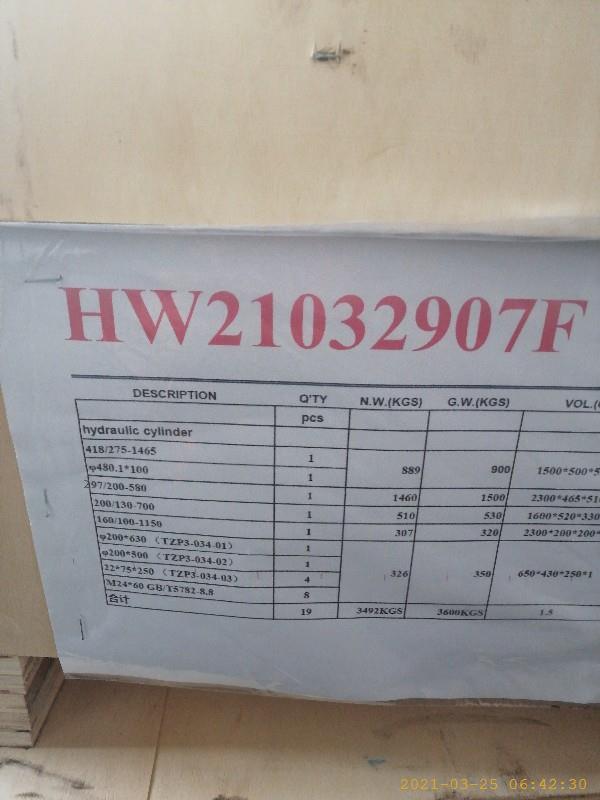 HW21032907F
DESCRIPTION Q'TY N.W.(KGS) G.W.(KGS) VOL.(
pcs
hydraulic cylinder
418/275-1465 1
φ480.1*100 1 889 900 1500*500*5
297/200-580 1 1460 1500 2300*465*51
200/130-700 1 510 530 1600*520*330
160/100-1150 1 307 320 2300*200*200*
φ200*630 （TZP3-034-01） 1
φ200*500 （TZP3-034-02） 1
22*75*250 （TZP3-034-03） 4 326 350 650*430*250*1
M24*60 GB/T5782-8.8 8
合计 19 3492KGS 3600KGS 1.5
2021-03-25 06:42:30